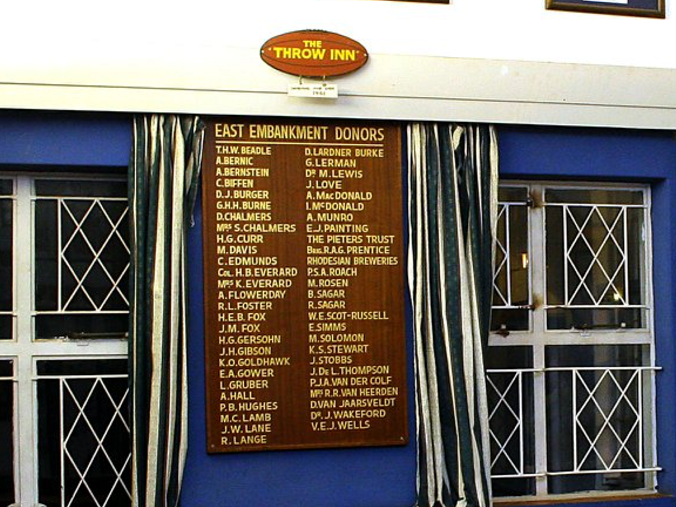 THE
"THROW INN"
1982
EAST EMBANKMENT DONORS
T.H.W. BEADLE
A. BERNIC
A. BERNSTEIN
C. BIFFEN
D.J. BURGER
G.H.H. BURNE
D. CHALMERS
MRS S. CHALMERS
H.G. CURR
M. DAVIS
C. EDMUNDS
COL. H.B. EVERARD
MRS K. EVERARD
A. FLOWERDAY
R.L. FOSTER
H.E.B. FOX
J.M. FOX
H.G. GERSOHN
J.H. GIBSON
K.O. GOLDHAWK
E.A. GOWER
L. GRUBER
A. HALL
P.B. HUGHES
M.C. LAMB
J.W. LANE
R. LANGE
D. LARDNER BURKE
G. LERMAN
DR M. LEWIS
J. LOVE
A. MACDONALD
I. MCDONALD
A. MUNRO
E.J. PAINTING
THE PIETERS TRUST
BRIG. R.A.G. PRENTICE
RHODESIAN BREWERIES
P.S.A. ROACH
M. ROSEN
B. SAGAR
R. SAGAR
W.E. SCOT-RUSSELL
E. SIMMS
M. SOLOMON
K.S. STEWART
J. STOBBS
J. DE L. THOMPSON
P.J.A. VAN DER COLF
MRS R.R. VAN HEERDEN
D. VAN JAARSVELDT
DR. J. WAKEFORD
V.E.J. WELLS